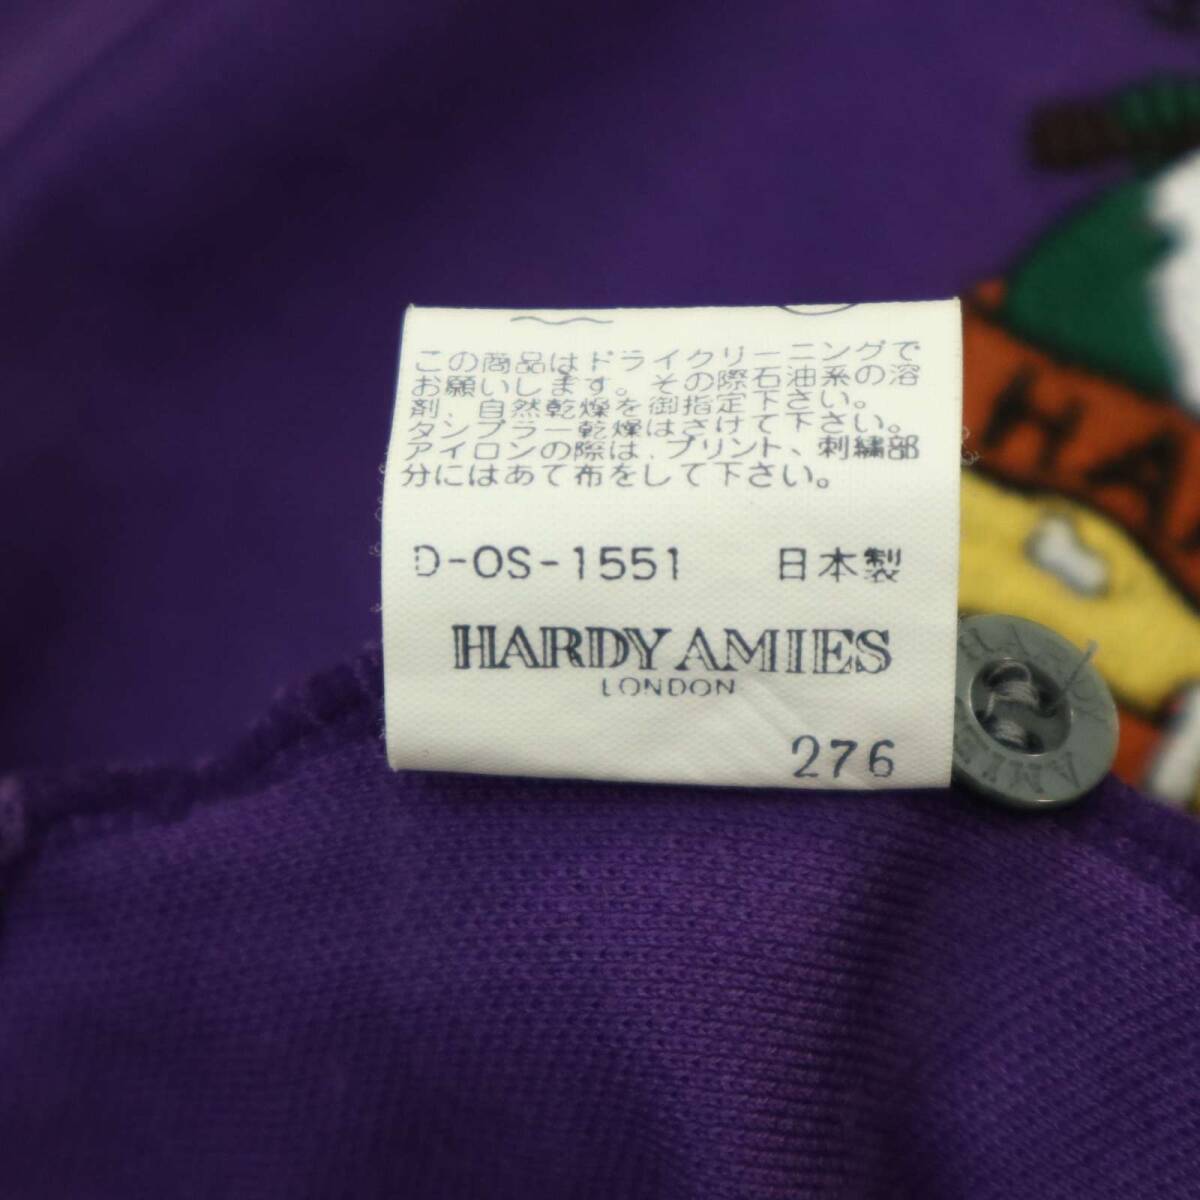 この商品はドライクリーニングで
お願いします。その際石油系の溶
剤、自然乾燥を御指定下さい。
タンブラー乾燥はさけて下さい。
アイロンの際は、プリント、刺繍部
分にはあて布をして下さい。
D-OS-1551 日本製
HARDY AMIES
LONDON
276
HAR
AMIE